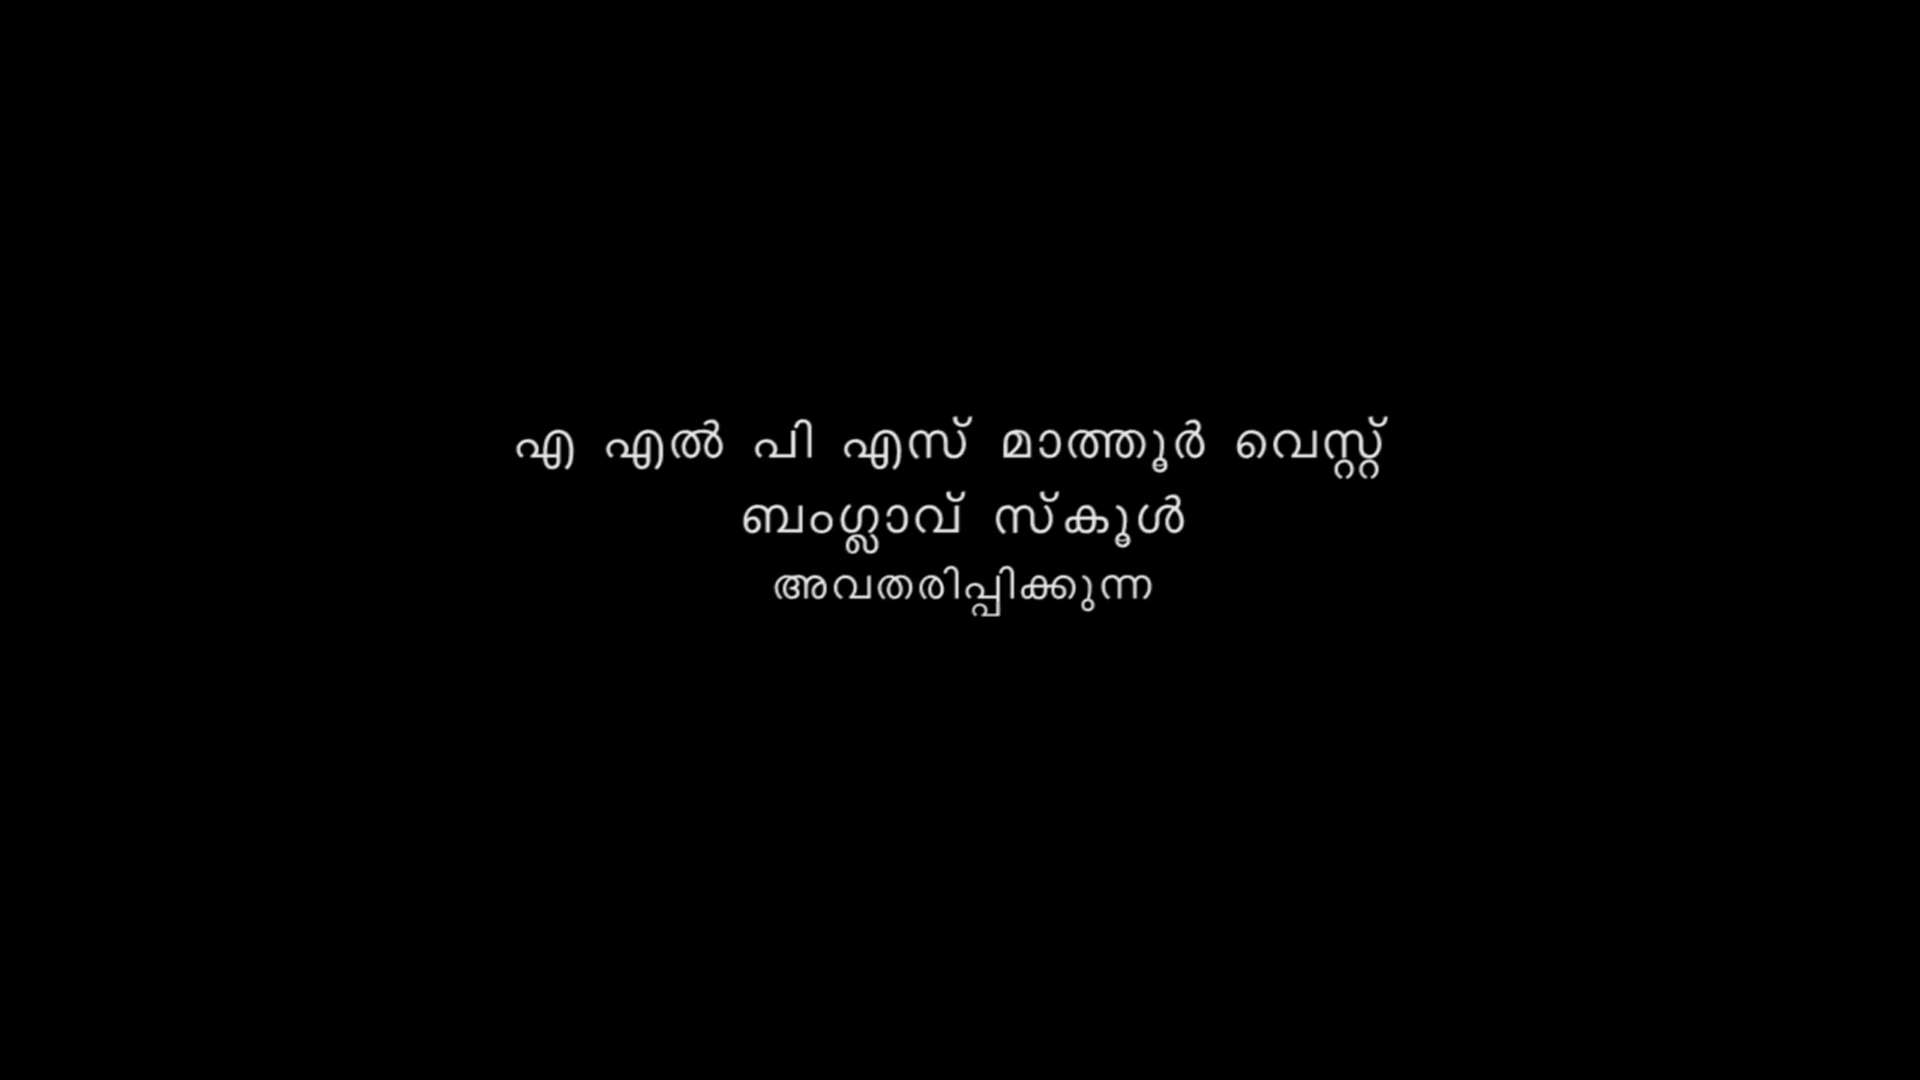 എ എൽ പി എസ് മാത്തൂർ വെസ്റ്റ്
ബംഗ്ലാവ് സ്കൂൾ
അവതരിപ്പിക്കുന്ന